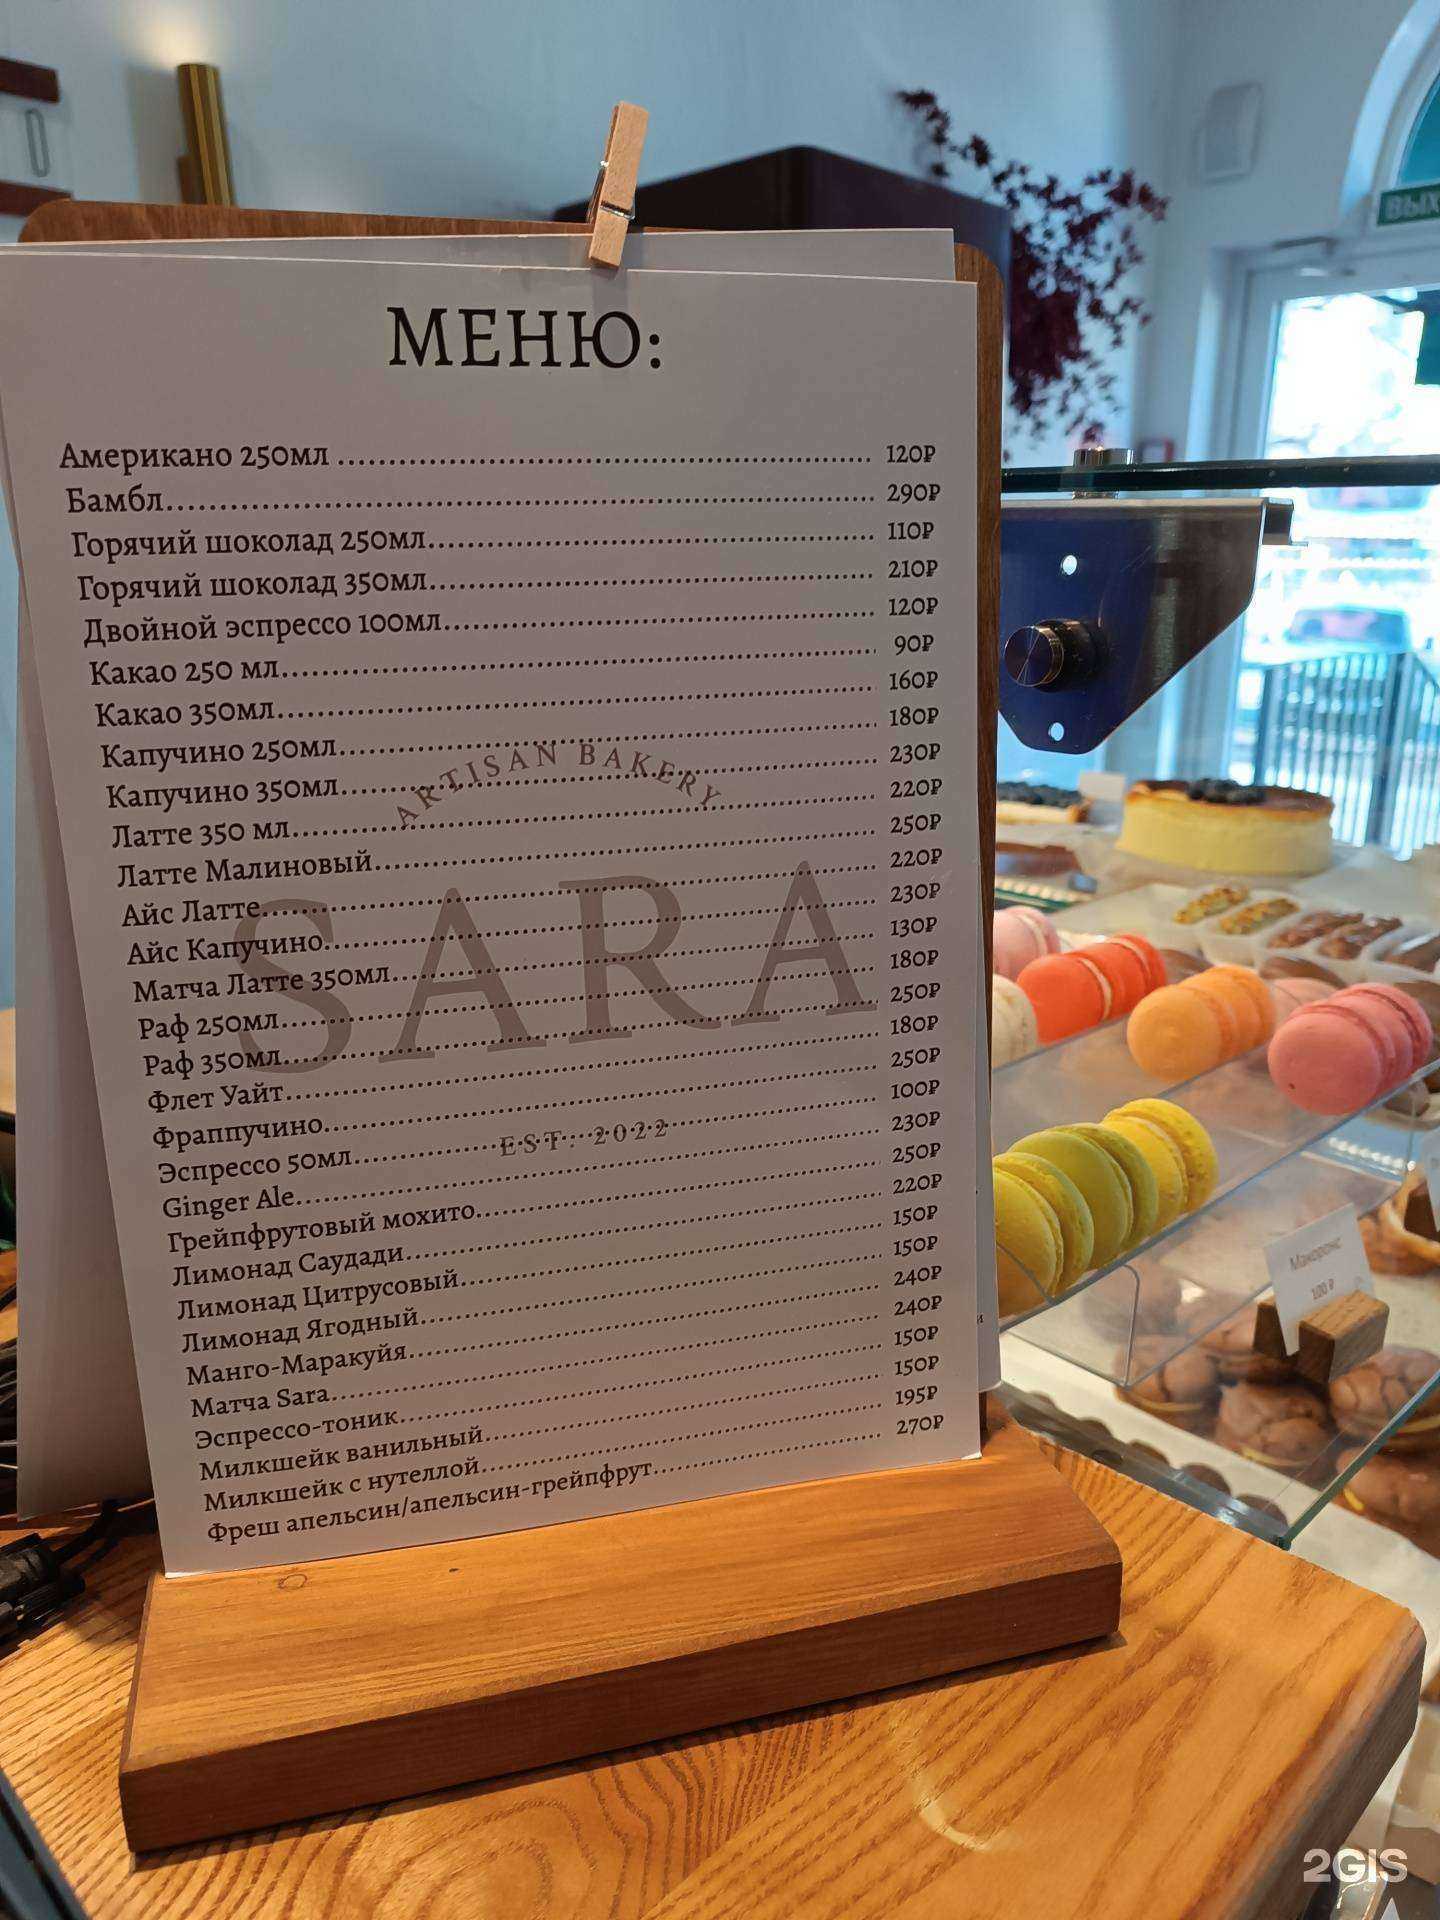 МЕНЮ:
Американо 250мл ........ 120₽
Бамбл........ 290₽
Горячий шоколад 250мл........ 110₽
Горячий шоколад 350мл........ 210₽
Двойной эспрессо 100мл........ 120₽
Какао 250 мл........ 90₽
Какао 350мл........ 160₽
Капучино 250мл........ 180₽
Капучино 350мл........ 230₽
Латте 350 мл........ 220₽
Латте Малиновый........ 250₽
Айс Латте........ 220₽
Айс Капучино........ 230₽
Матча Латте 350мл........ 130₽
Раф 250мл........ 180₽
Раф 350мл........ 250₽
Флет Уайт........ 180₽
Фраппучино........ 250₽
Эспрессо 50мл........ 100₽
Ginger Ale........ 230₽
Грейпфрутовый мохито........ 250₽
Лимонад Саудади........ 220₽
Лимонад Цитрусовый........ 150₽
Лимонад Ягодный........ 150₽
Манго-Маракуйя........ 240₽
Матча Sara........ 240₽
Эспрессо-тоник........ 150₽
Милкшейк ванильный........ 150₽
Милкшейк с нутеллой........ 195₽
Фреш апельсин/апельсин-грейпфрут........ 270₽
ARTISAN BAKERY
SARA
EST. 2022
ВЫХ
Макаронс
100 ₽
2GIS